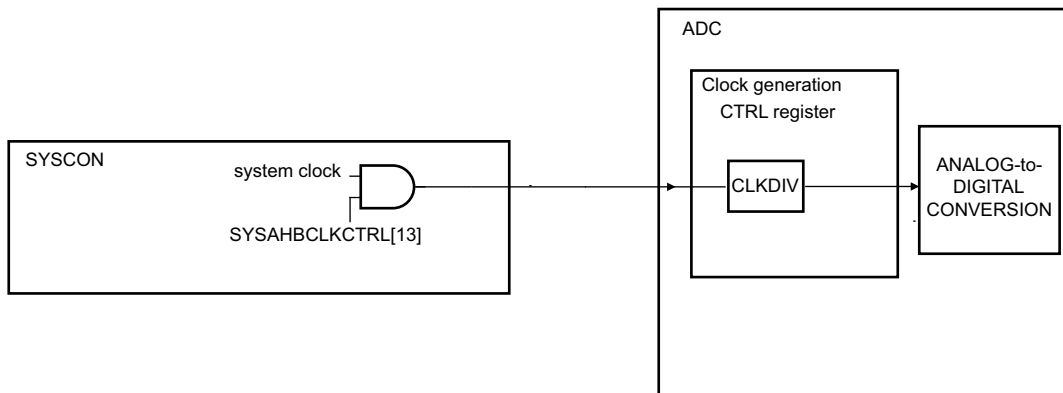 ADC
Clock generation
CTRL register
SYSCON
system clock
SYSAHBCLKCTRL[13]
CLKDIV
ANALOG-to-
DIGITAL
CONVERSION